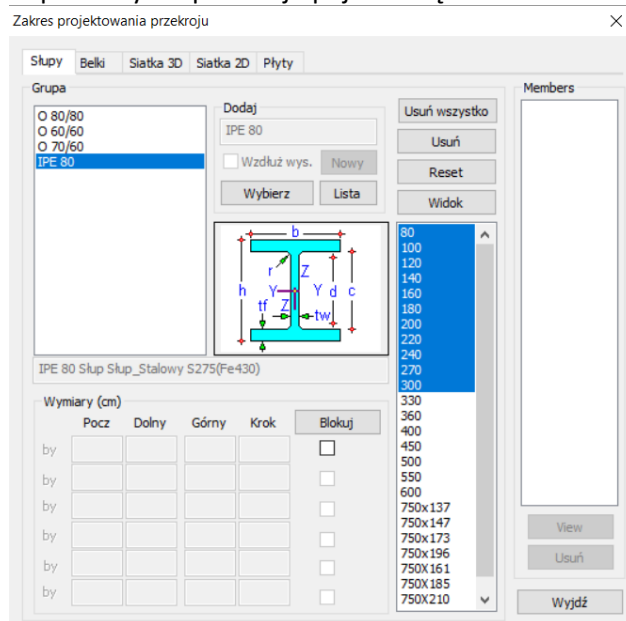 Zakres projektowania przekroju
Słupy Belki Siatka 3D Siatka 2D Płyty
Grupa
O 80/80
O 60/60
O 70/60
IPE 80
Dodaj
IPE 80
Wzdłuż wys. Nowy
Wybierz Lista
Usuń wszystko
Usuń
Reset
Widok
b
r Z
h Y Y d c
tf Z tw
IPE 80 Słup Słup_Stalowy S275(Fe430)
80
100
120
140
160
180
200
220
240
270
300
330
360
400
450
500
550
600
750x137
750x147
750x173
750x196
750X161
750X185
750X210
Wymiary (cm)
Pocz Dolny Górny Krok Blokuj
by
by
by
by
by
by
Members
View
Usuń
Wyjdź